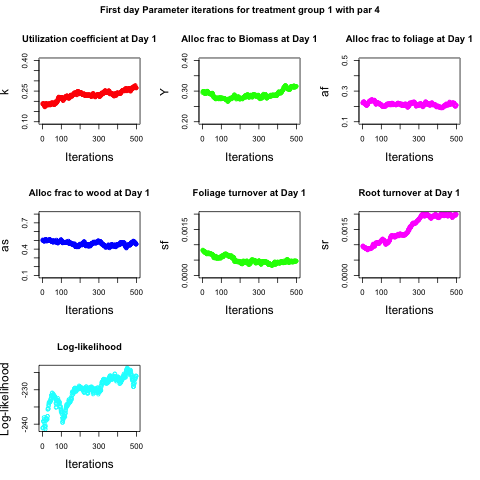 First day Parameter iterations for treatment group 1 with par 4
Utilization coefficient at Day 1
k
0.10 0.25 0.40
0 100 300 500
Iterations
Alloc frac to Biomass at Day 1
Y
0.20 0.30 0.40
0 100 300 500
Iterations
Alloc frac to foliage at Day 1
af
0.1 0.3 0.5
0 100 300 500
Iterations
Alloc frac to wood at Day 1
as
0.1 0.4 0.7
0 100 300 500
Iterations
Foliage turnover at Day 1
sf
0.0000 0.0015
0 100 300 500
Iterations
Root turnover at Day 1
sr
0.0000 0.0015
0 100 300 500
Iterations
Log-likelihood
Log-likelihood
-240 -230
0 100 300 500
Iterations